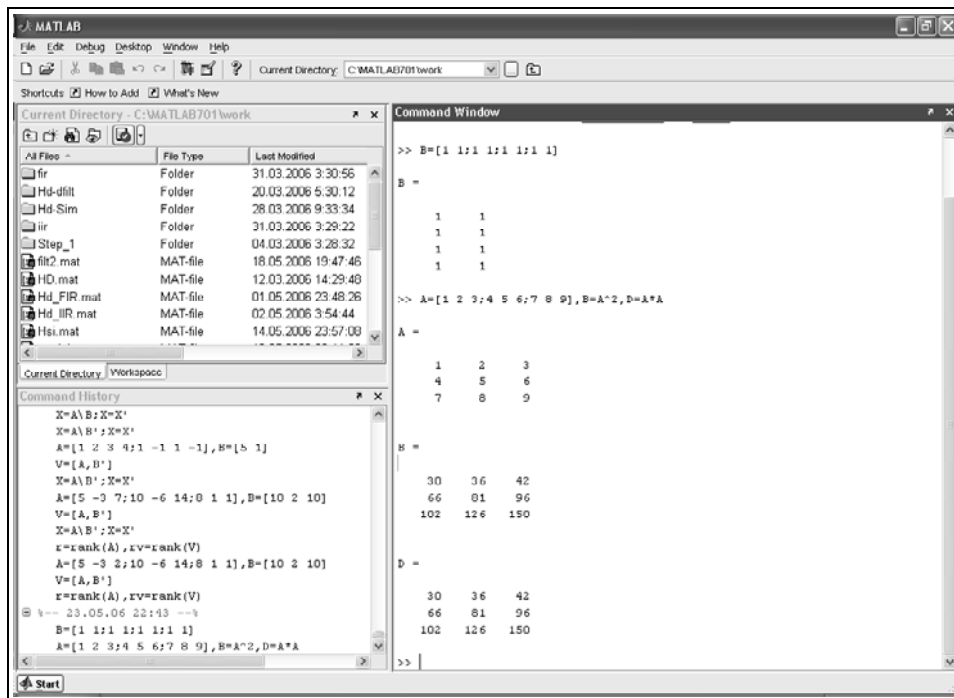 MATLAB
File Edit Debug Desktop Window Help
Current Directory: C:\MATLAB701\work
Shortcuts How to Add What's New
Current Directory - C:\MATLAB701\work
All Files File Type Last Modified
fir Folder 31.03.2006 3:30:56
Hd-dfilt Folder 20.03.2006 5:30:12
Hd-Sim Folder 28.03.2006 9:33:34
iir Folder 31.03.2006 3:29:22
Step_1 Folder 04.03.2006 3:28:32
filt2.mat MAT-file 18.05.2006 19:47:46
HD.mat MAT-file 12.03.2006 14:29:48
Hd_FIR.mat MAT-file 01.05.2006 23:48:26
Hd_IIR.mat MAT-file 02.05.2006 3:54:44
Hsi.mat MAT-file 14.05.2006 23:57:08
Current Directory Workspace
Command History
X=A\B;X=X'
X=A\B';X=X'
A=[1 2 3 4;1 -1 1 -1],B=[5 1]
V=[A,B']
X=A\B';X=X'
A=[5 -3 7;10 -6 14;8 1 1],B=[10 2 10]
V=[A,B']
X=A\B';X=X'
r=rank(A),rv=rank(V)
A=[5 -3 2;10 -6 14;8 1 1],B=[10 2 10]
V=[A,B']
r=rank(A),rv=rank(V)
%-- 23.05.06 22:43 --%
B=[1 1;1 1;1 1;1 1]
A=[1 2 3;4 5 6;7 8 9],B=A^2,D=A*A
Command Window
>> B=[1 1;1 1;1 1;1 1]
B =
1 1
1 1
1 1
1 1
>> A=[1 2 3;4 5 6;7 8 9],B=A^2,D=A*A
A =
1 2 3
4 5 6
7 8 9
B =
30 36 42
66 81 96
102 126 150
D =
30 36 42
66 81 96
102 126 150
>>
Start